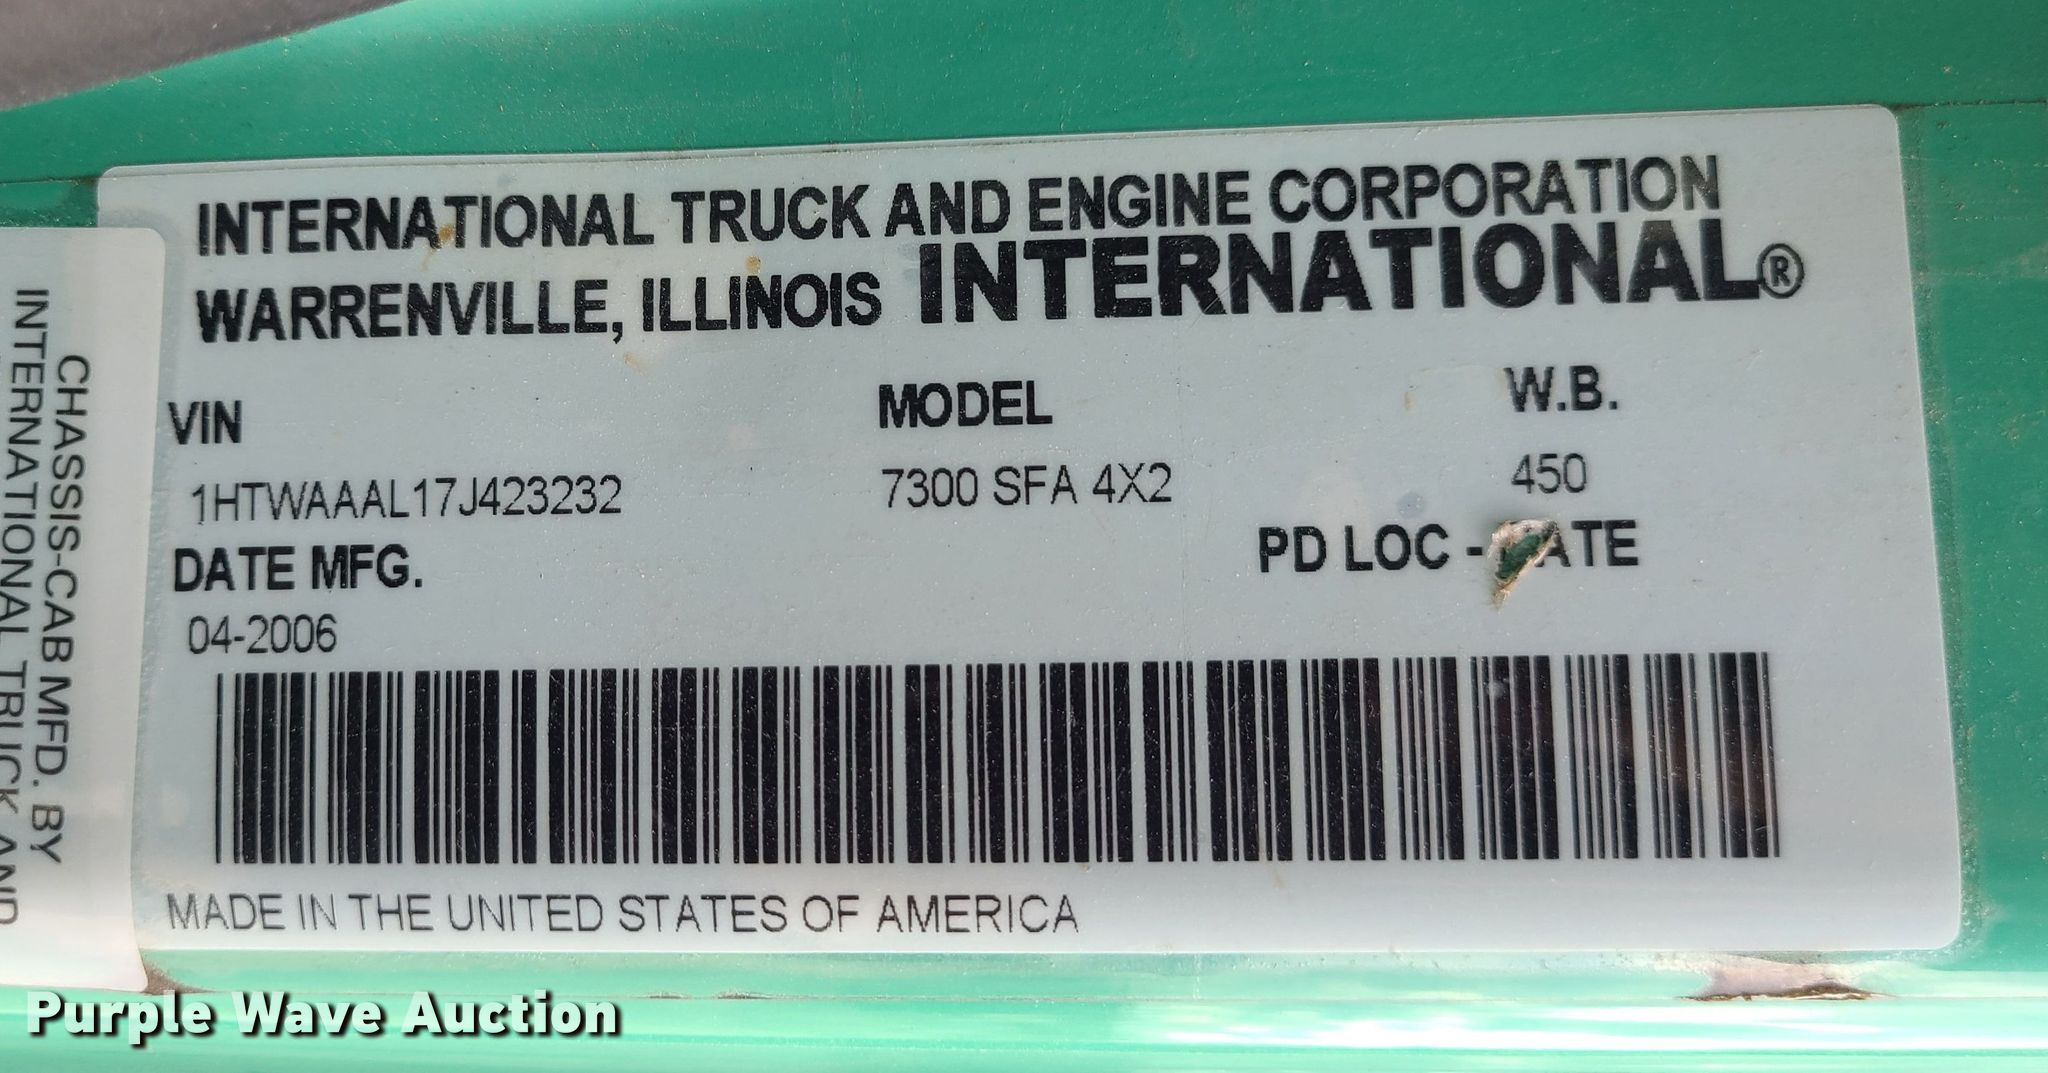 INTERNATIONAL TRUCK AND ENGINE CORPORATION
WARRENVILLE, ILLINOIS INTERNATIONAL®
VIN MODEL W.B.
1HTWAAAL17J423232 7300 SFA 4X2 450
DATE MFG. PD LOC -
04-2006
MADE IN THE UNITED STATES OF AMERICA
CHASSIS-CAB MFD. BY
INTERNATIONAL TRUCK AND
Purple Wave Auction